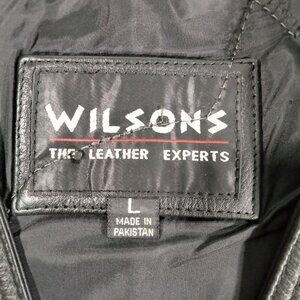 WILSONS
THE LEATHER EXPERTS
L
MADE IN
PAKISTAN